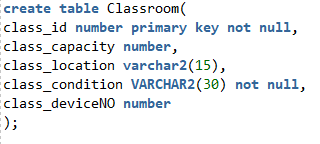 create table Classroom(
class_id number primary key not null,
class_capacity number,
class_location varchar2(15),
class_condition VARCHAR2(30) not null,
class_deviceNO number
);